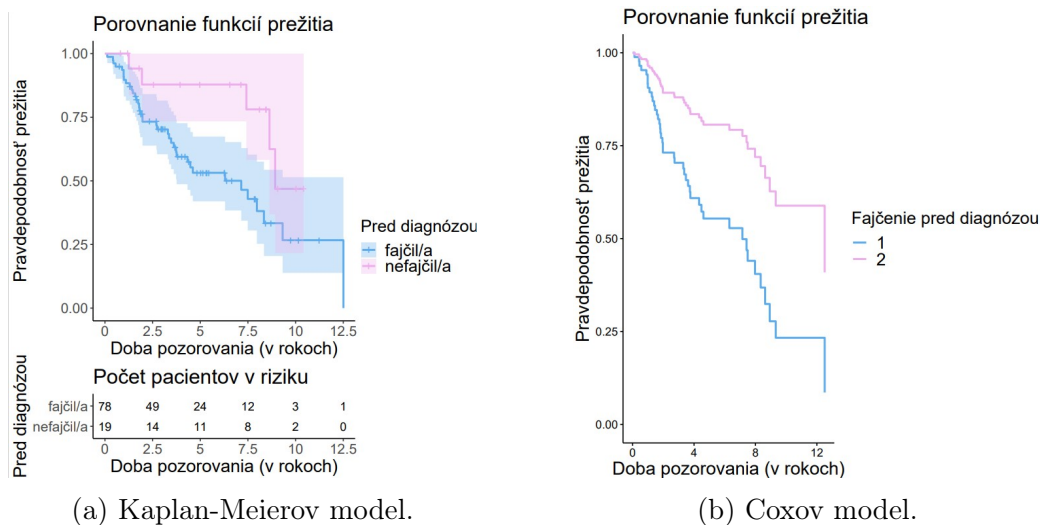 Porovnanie funkcií prežitia
Pravdepodobnosť prežitia
1.00
0.75
0.50
0.25
0.00
0 2.5 5.0 7.5 10.0 12.5
Doba pozorovania (v rokoch)
Pred diagnózou
fajčil/a
nefajčil/a
Počet pacientov v riziku
Pred diagnózou
fajčil/a 78 49 24 12 3 1
nefajčil/a 19 14 11 8 2 0
0 2.5 5.0 7.5 10.0 12.5
Doba pozorovania (v rokoch)
(a) Kaplan-Meierov model.
Porovnanie funkcií prežitia
Pravdepodobnosť prežitia
1.00
0.75
0.50
0.25
0.00
0 4 8 12
Doba pozorovania (v rokoch)
Fajčenie pred diagnózou
1
2
(b) Coxov model.